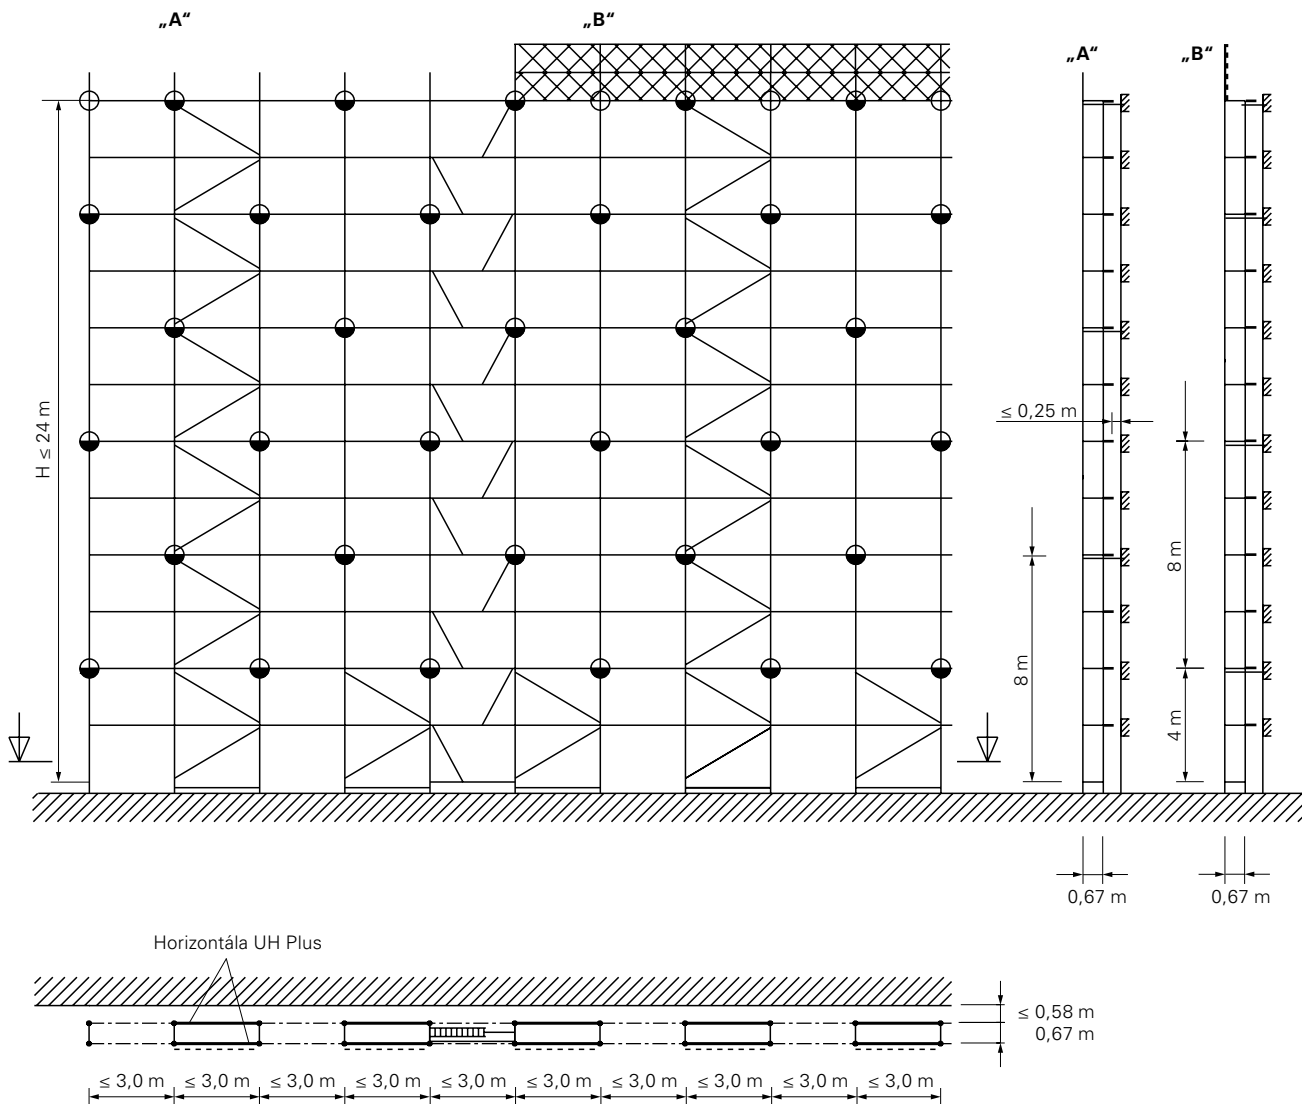 „A“
„B“
„A“
„B“
H ≤ 24 m
≤ 0,25 m
8 m
8 m
4 m
0,67 m
0,67 m
Horizontála UH Plus
≤ 0,58 m
0,67 m
≤ 3,0 m
≤ 3,0 m
≤ 3,0 m
≤ 3,0 m
≤ 3,0 m
≤ 3,0 m
≤ 3,0 m
≤ 3,0 m
≤ 3,0 m
≤ 3,0 m